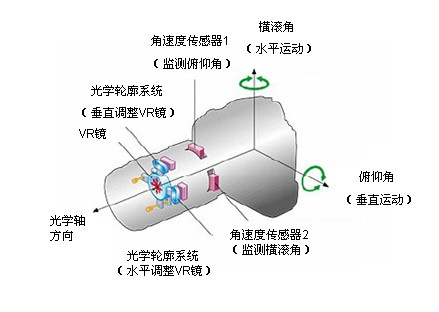 横滚角
（水平运动）
角速度传感器1
（监测俯仰角）
光学轮廓系统
（垂直调整VR镜）
VR镜
俯仰角
（垂直运动）
光学轴
方向
角速度传感器2
（监测横滚角）
光学轮廓系统
（水平调整VR镜）